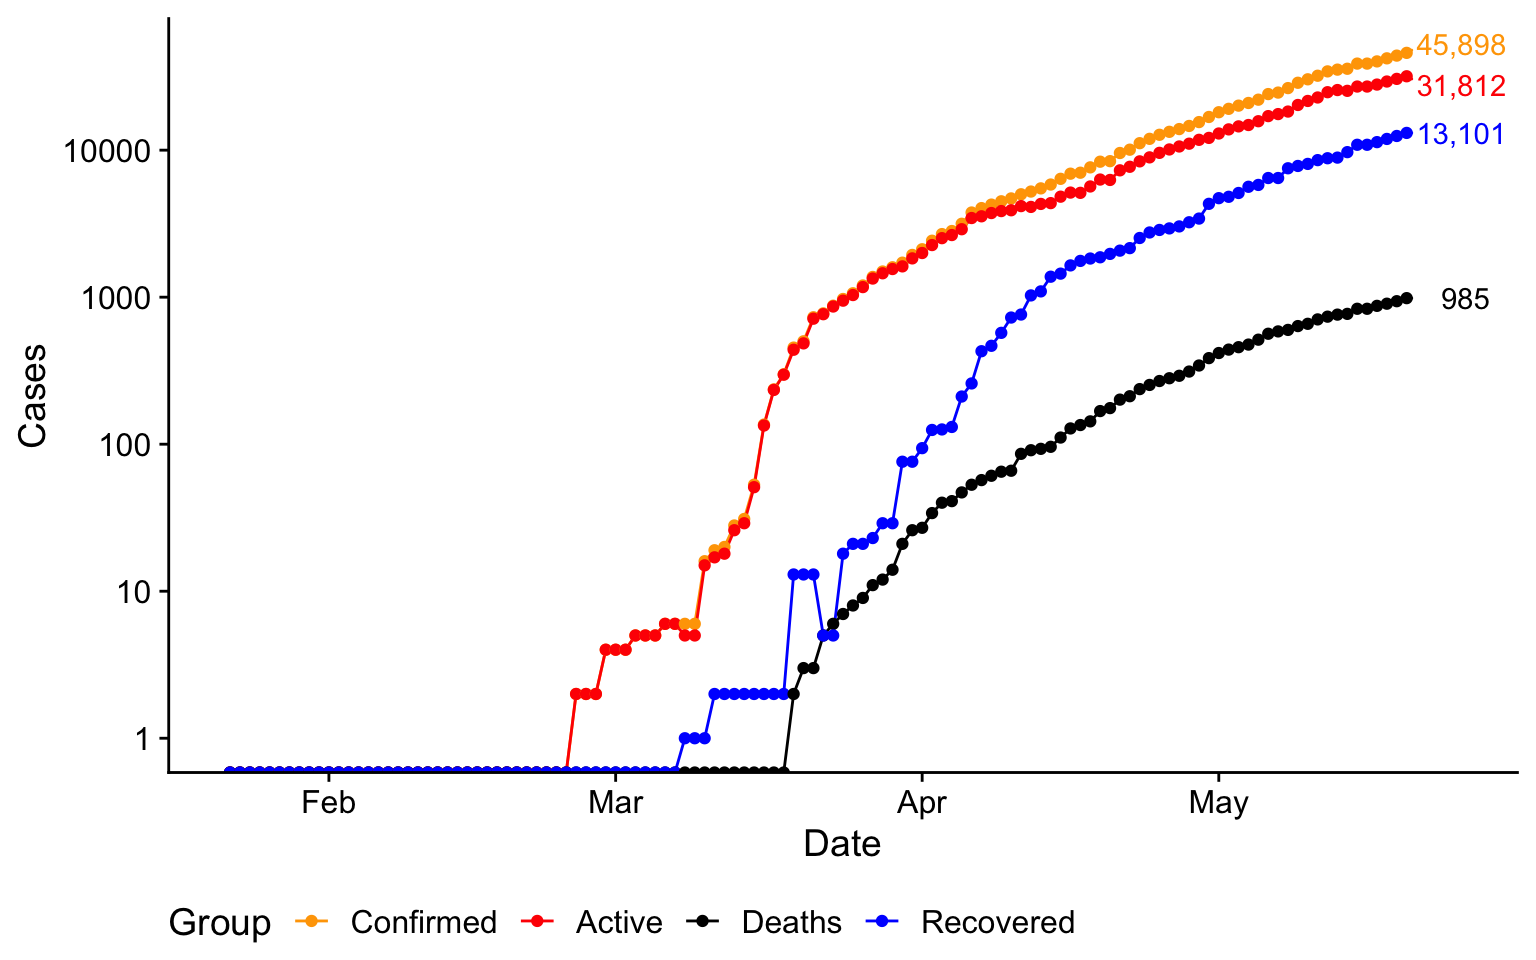 45,898
31,812
13,101
985
10000
1000
100
10
1
Cases
Feb Mar Apr May
Date
Group Confirmed Active Deaths Recovered